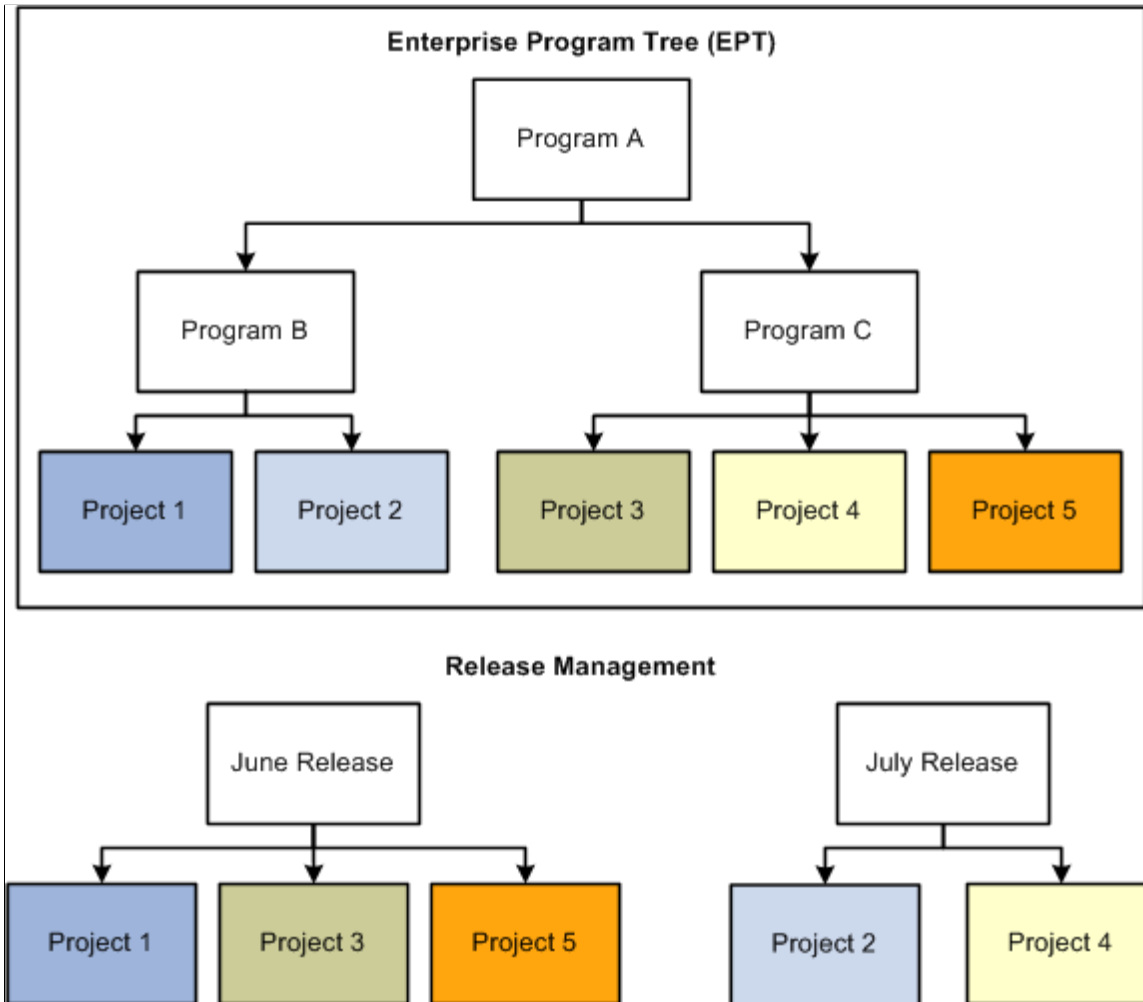 Enterprise Program Tree (EPT)
Program A
Program B
Program C
Project 1
Project 2
Project 3
Project 4
Project 5
Release Management
June Release
July Release
Project 1
Project 3
Project 5
Project 2
Project 4